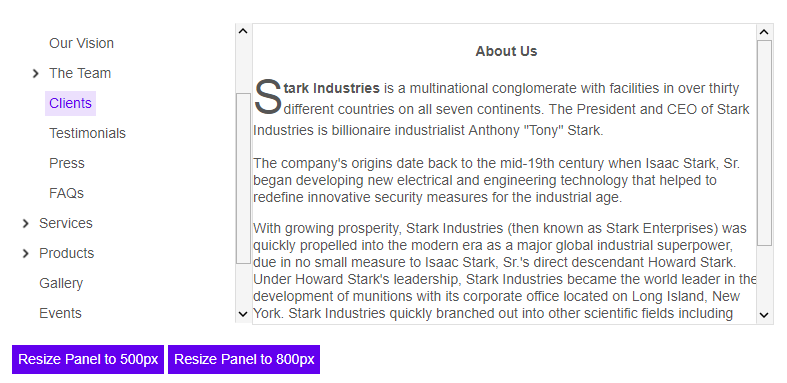 Our Vision
The Team
Clients
Testimonials
Press
FAQs
Services
Products
Gallery
Events
About Us
Stark Industries is a multinational conglomerate with facilities in over thirty
different countries on all seven continents. The President and CEO of Stark
Industries is billionaire industrialist Anthony "Tony" Stark.
The company's origins date back to the mid-19th century when Isaac Stark, Sr.
began developing new electrical and engineering technology that helped to
redefine innovative security measures for the industrial age.
With growing prosperity, Stark Industries (then known as Stark Enterprises) was
quickly propelled into the modern era as a major global industrial superpower,
due in no small measure to Isaac Stark, Sr.'s direct descendant Howard Stark.
Under Howard Stark's leadership, Stark Industries became the world leader in the
development of munitions with its corporate office located on Long Island, New
York. Stark Industries quickly branched out into other scientific fields including
Resize Panel to 500px
Resize Panel to 800px